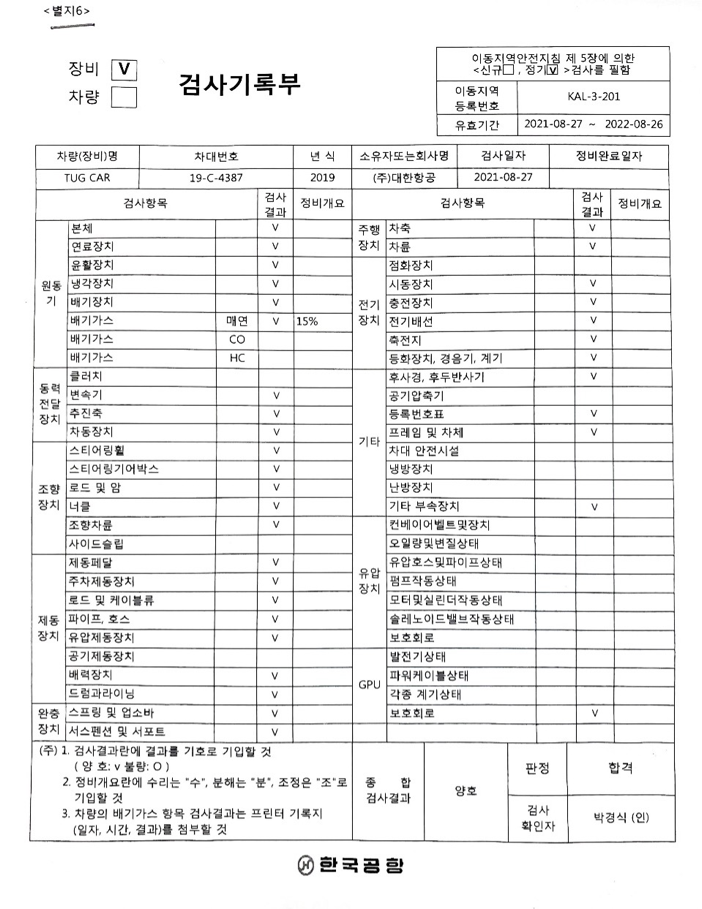 <별지6>
장비 V
차량
검사기록부
이동지역안전지침 제 5장에 의한
<신규□ , 정기☑ >검사를 필함
이동지역 등록번호 KAL-3-201
유효기간 2021-08-27 ~ 2022-08-26
차량(장비)명 차대번호 년 식 소유자또는회사명 검사일자 정비완료일자
TUG CAR 19-C-4387 2019 (주)대한항공 2021-08-27
검사항목 검사결과 정비개요 검사항목 검사결과 정비개요
원동기
본체 V
연료장치 V
윤활장치 V
냉각장치 V
배기장치 V
배기가스 매연 V 15%
배기가스 CO
배기가스 HC
동력전달장치
클러치
변속기 V
추진축 V
차동장치 V
조향장치
스티어링휠 V
스티어링기어박스 V
로드 및 암 V
너클 V
조향차륜 V
사이드슬립
제동장치
제동페달 V
주차제동장치 V
로드 및 케이블류 V
파이프, 호스 V
유압제동장치 V
공기제동장치
배력장치 V
드럼과라이닝 V
완충장치
스프링 및 업소바 V
서스펜션 및 서포트 V
주행장치
차축 V
차륜 V
전기장치
점화장치
시동장치 V
충전장치 V
전기배선 V
축전지 V
등화장치, 경음기, 계기 V
기타
후사경, 후두반사기 V
공기압축기
등록번호표 V
프레임 및 차체 V
차대 안전시설
냉방장치
난방장치
기타 부속장치 V
유압장치
컨베이어벨트및장치
오일량및변질상태
유압호스및파이프상태
펌프작동상태
모터및실린더작동상태
솔레노이드밸브작동상태
보호회로
GPU
발전기상태
파워케이블상태
각종 계기상태
보호회로 V
(주) 1. 검사결과란에 결과를 기호로 기입할 것
( 양 호: v 불량: O )
2. 정비개요란에 수리는 "수", 분해는 "분", 조정은 "조"로
기입할 것
3. 차량의 배기가스 항목 검사결과는 프린터 기록지
(일자, 시간, 결과)를 첨부할 것
종 합
검사결과
양호
판정 합격
검사
확인자
박경식 (인)
한국공항